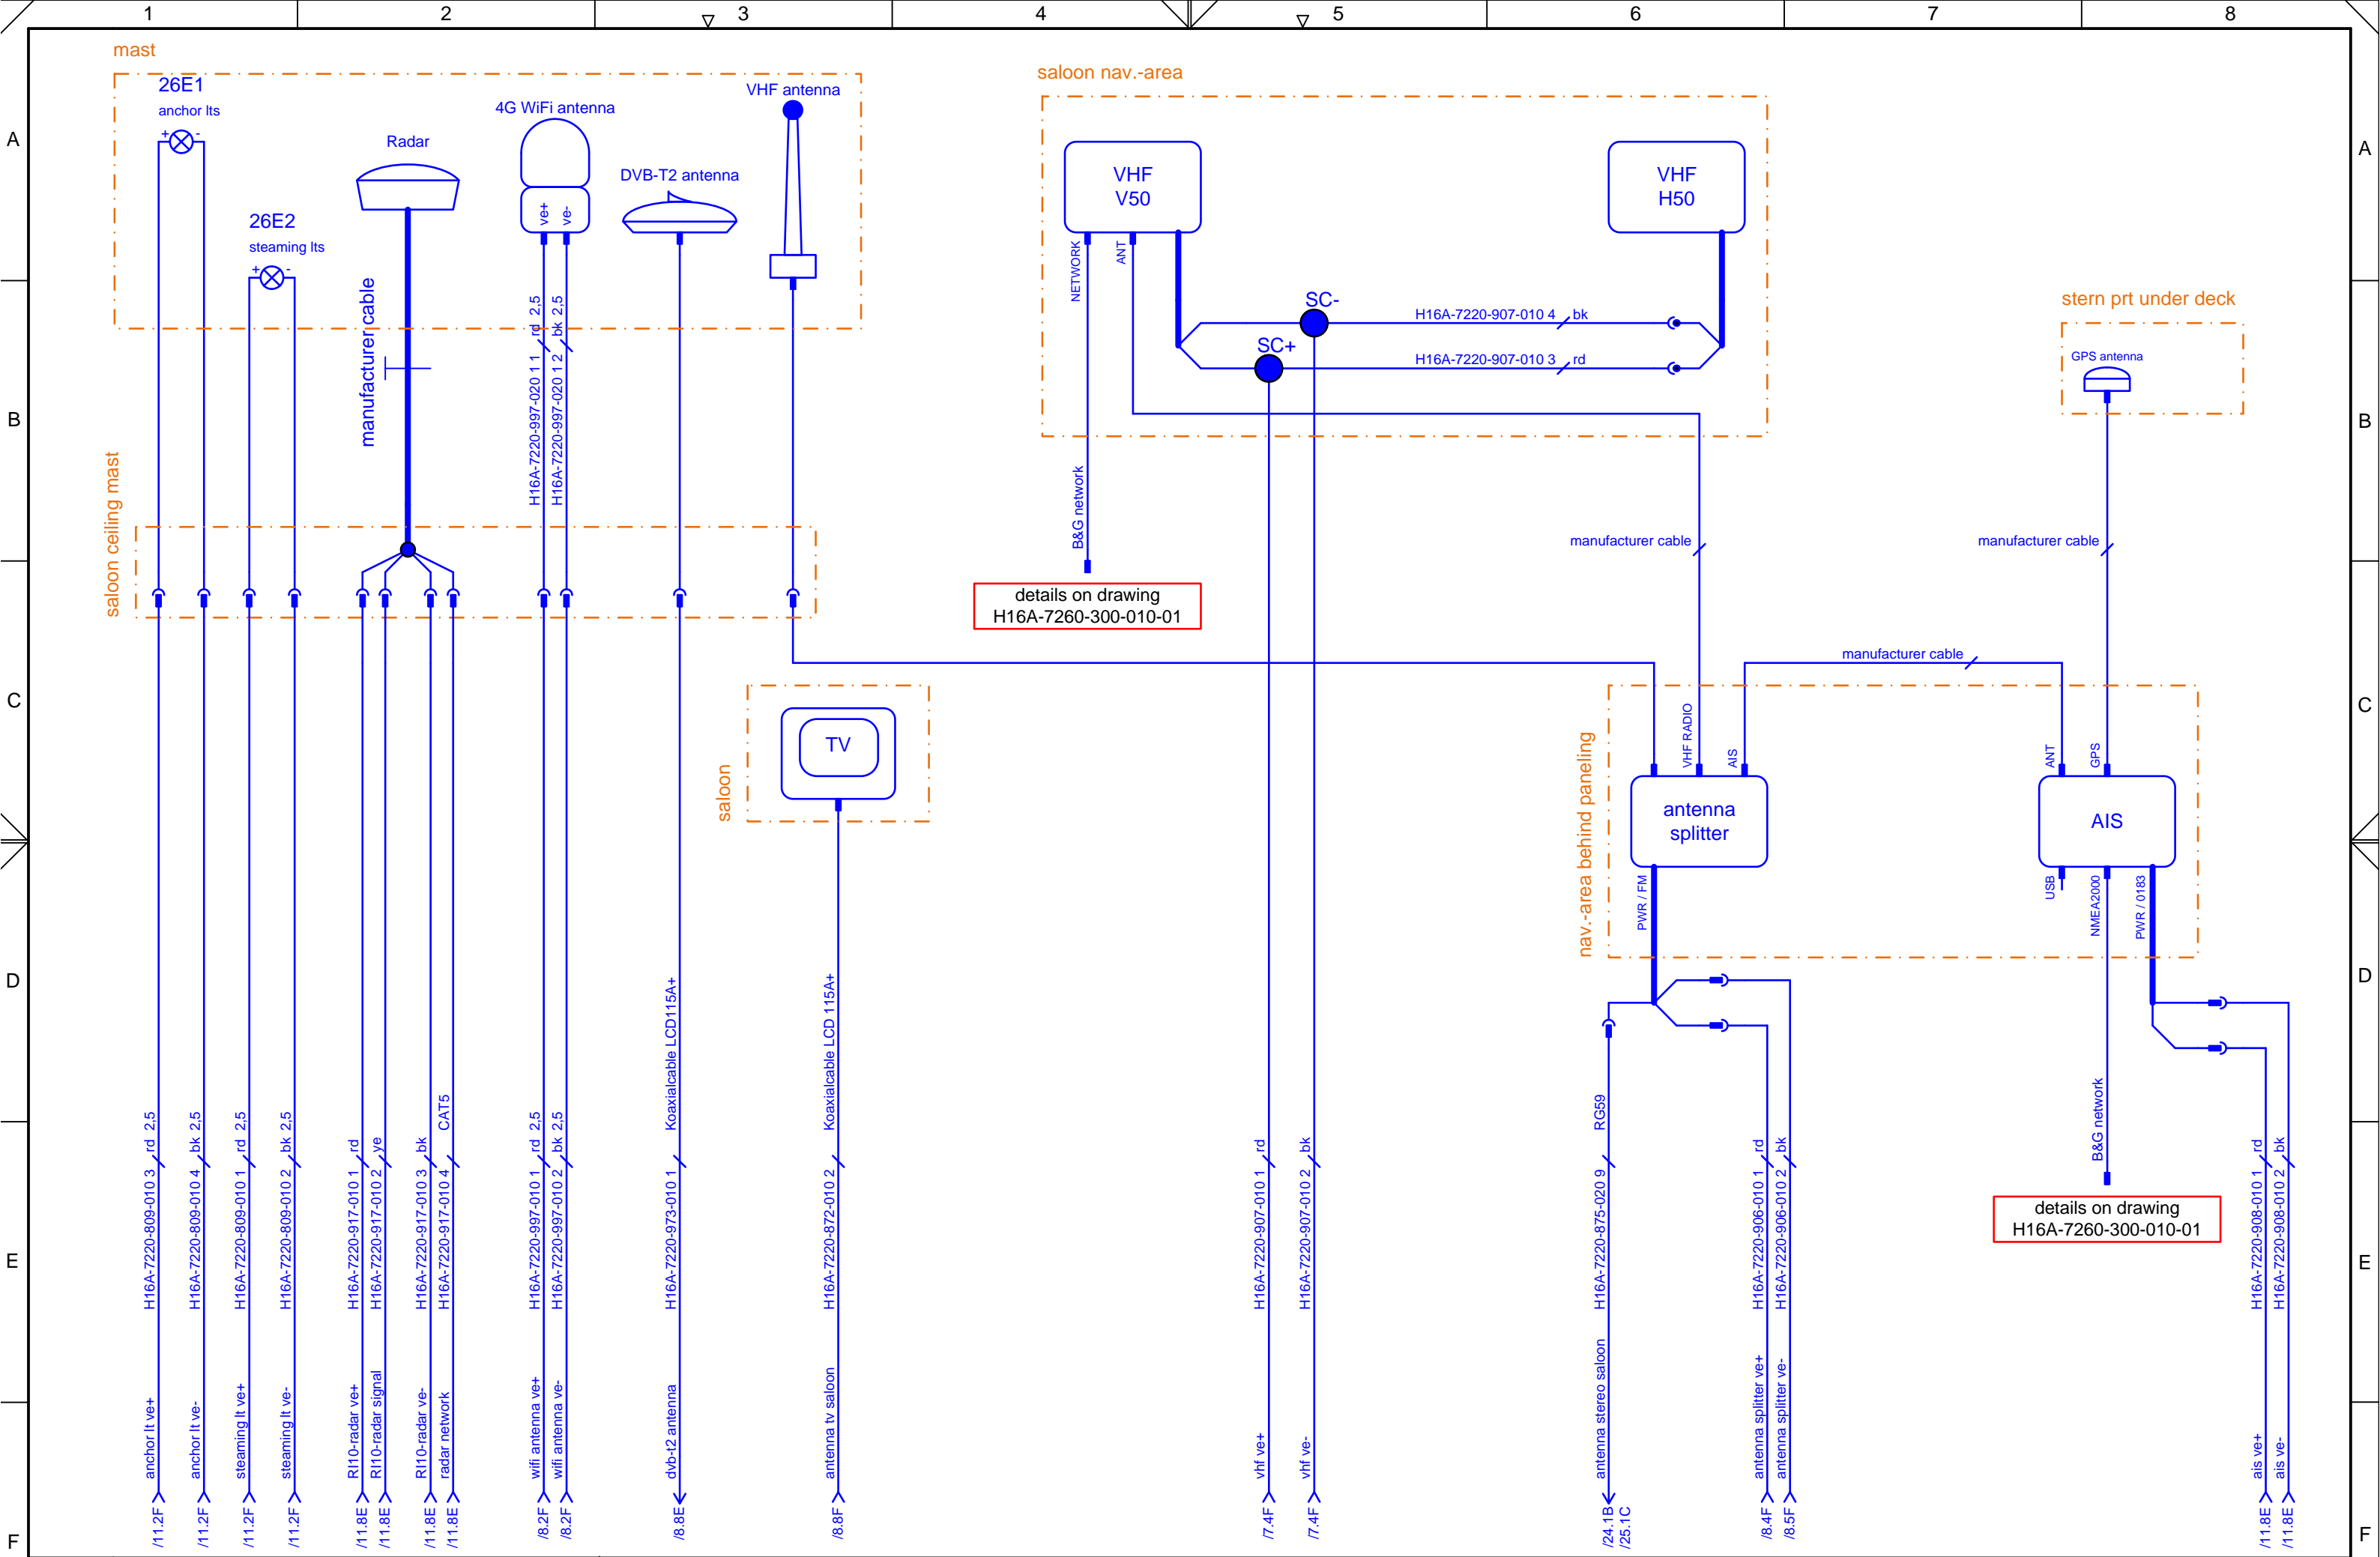 1 2 3 4 5 6 7 8
A
B
C
D
E
F
A
B
C
D
E
F
mast
26E1
anchor lts
+ -
26E2
steaming lts
+ -
Radar
manufacturer cable
4G WiFi antenna
ve+
ve-
H16A-7220-997-020 1 1 rd 2,5
H16A-7220-997-020 1 2 bk 2,5
DVB-T2 antenna
VHF antenna
saloon ceiling mast
saloon nav.-area
VHF
V50
NETWORK
ANT
VHF
H50
SC-
SC+
H16A-7220-907-010 4 bk
H16A-7220-907-010 3 rd
B&G network
details on drawing
H16A-7260-300-010-01
stern prt under deck
GPS antenna
manufacturer cable
manufacturer cable
manufacturer cable
saloon
TV
nav.-area behind paneling
VHF RADIO
AIS
antenna
splitter
PWR / FM
ANT
GPS
AIS
USB
NMEA2000
PWR / 0183
B&G network
details on drawing
H16A-7260-300-010-01
/11.2F anchor lt ve+ H16A-7220-809-010 3 rd 2,5
/11.2F anchor lt ve- H16A-7220-809-010 4 bk 2,5
/11.2F steaming lt ve+ H16A-7220-809-010 1 rd 2,5
/11.2F steaming lt ve- H16A-7220-809-010 2 bk 2,5
/11.8E RI10-radar ve+ H16A-7220-917-010 1 rd
/11.8E RI10-radar signal H16A-7220-917-010 2 ye
/11.8E RI10-radar ve- H16A-7220-917-010 3 bk
/11.8E radar network H16A-7220-917-010 4 CAT5
/8.2F wifi antenna ve+ H16A-7220-997-010 1 rd 2,5
/8.2F wifi antenna ve- H16A-7220-997-010 2 bk 2,5
/8.8E dvb-t2 antenna H16A-7220-973-010 1 Koaxialcable LCD115A+
/8.8F antenna tv saloon H16A-7220-872-010 2 Koaxialcable LCD 115A+
/7.4F vhf ve+ H16A-7220-907-010 1 rd
/7.4F vhf ve- H16A-7220-907-010 2 bk
/24.1B antenna stereo saloon H16A-7220-875-020 9 RG59
/25.1C
/8.4F antenna splitter ve+ H16A-7220-906-010 1 rd
/8.5F antenna splitter ve- H16A-7220-906-010 2 bk
/11.8E ais ve+ H16A-7220-908-010 1 rd
/11.8E ais ve- H16A-7220-908-010 2 bk